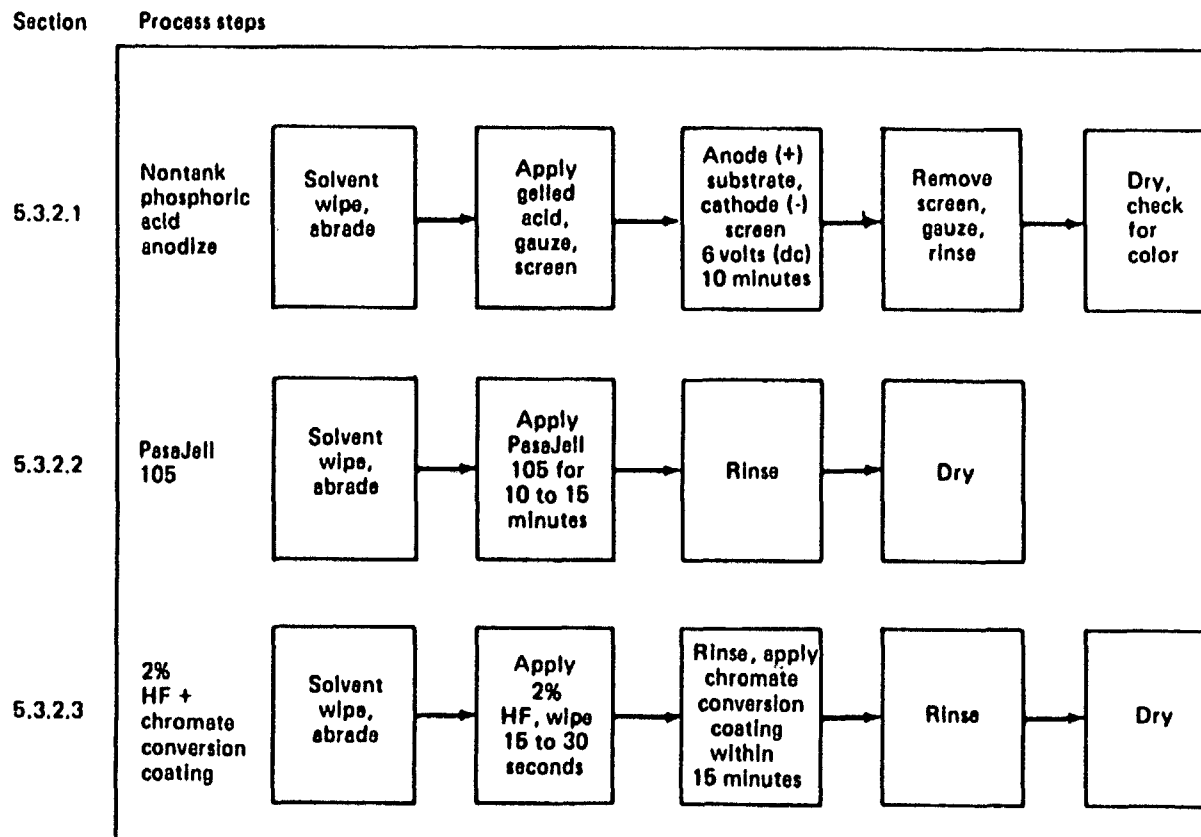 Section Process steps
5.3.2.1
Nontank
phosphoric
acid
anodize
Solvent
wipe,
abrade
Apply
gelled
acid,
gauze,
screen
Anode (+)
substrate,
cathode (-)
screen
6 volts (dc)
10 minutes
Remove
screen,
gauze,
rinse
Dry,
check
for
color
5.3.2.2
PasaJell
105
Solvent
wipe,
abrade
Apply
PasaJell
105 for
10 to 15
minutes
Rinse
Dry
5.3.2.3
2%
HF +
chromate
conversion
coating
Solvent
wipe,
abrade
Apply
2%
HF, wipe
15 to 30
seconds
Rinse, apply
chromate
conversion
coating
within
15 minutes
Rinse
Dry